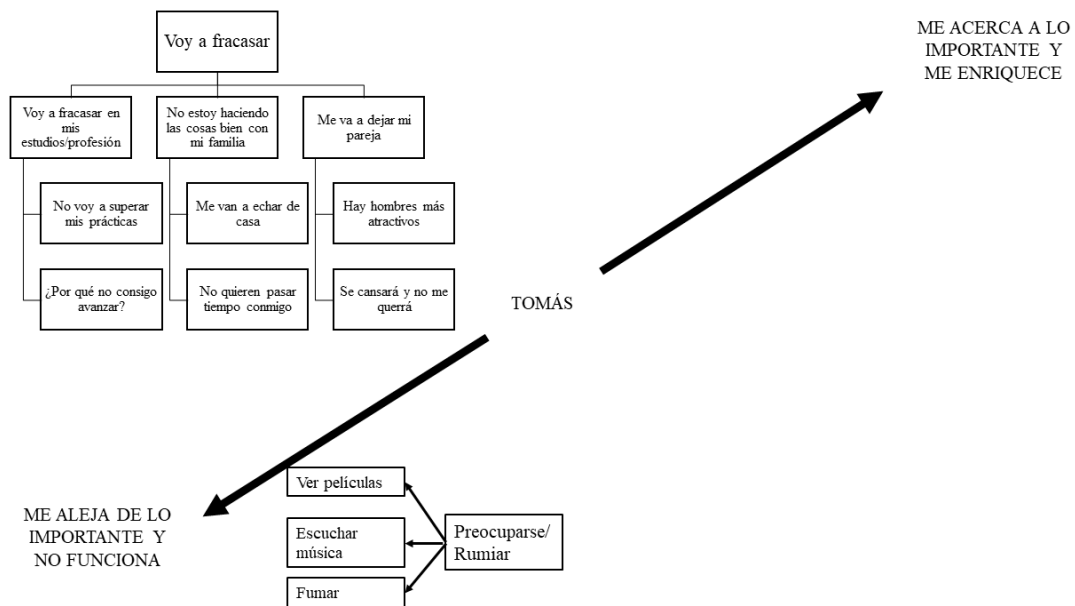 Voy a fracasar
Voy a fracasar en
mis
estudios/profesión
No estoy haciendo
las cosas bien con
mi familia
Me va a dejar mi
pareja
No voy a superar
mis prácticas
Me van a echar de
casa
Hay hombres más
atractivos
¿Por qué no consigo
avanzar?
No quieren pasar
tiempo conmigo
Se cansará y no me
querrá
ME ACERCA A LO
IMPORTANTE Y
ME ENRIQUECE
TOMÁS
ME ALEJA DE LO
IMPORTANTE Y
NO FUNCIONA
Ver películas
Escuchar
música
Fumar
Preocuparse/
Rumiar